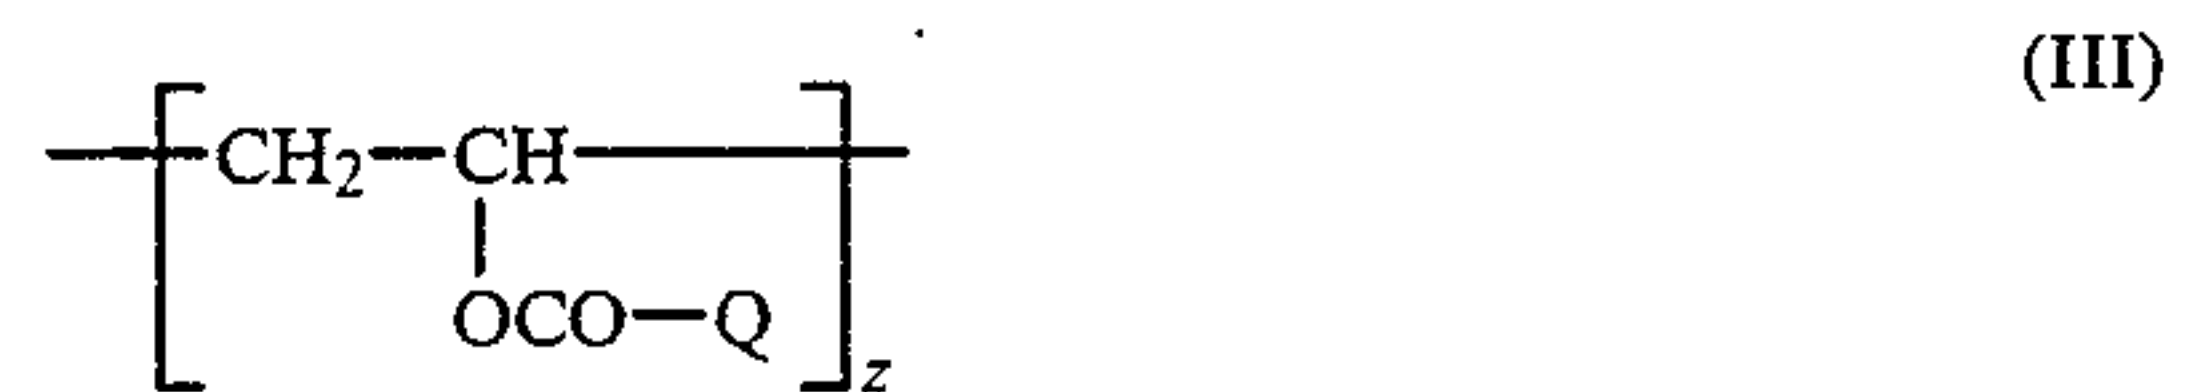 (III)
CH2—CH
OCO—Q
z